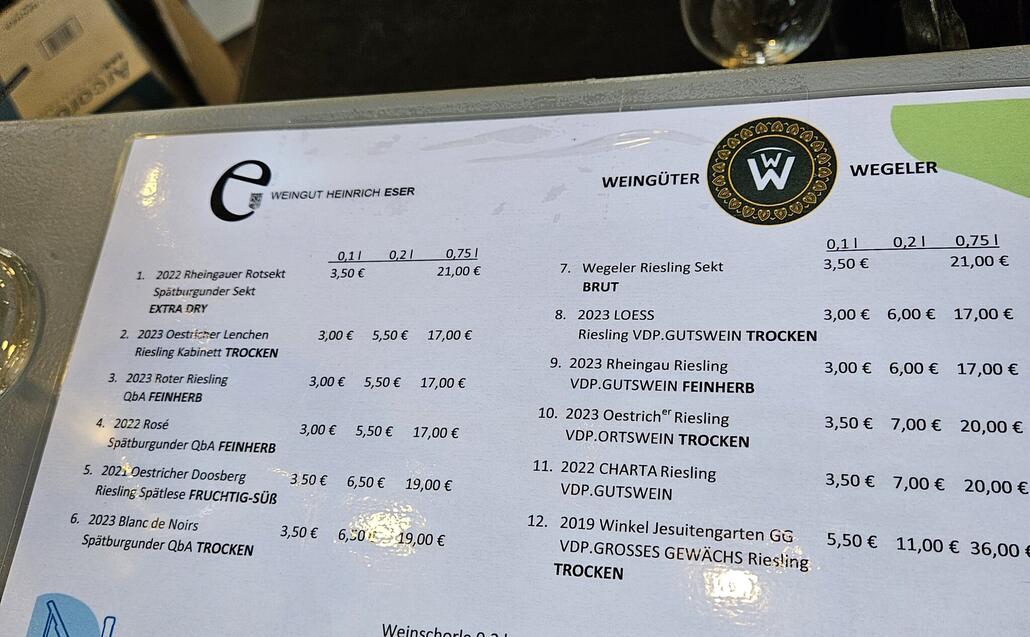 WEINGUT HEINRICH ESER
0,1 l 0,2 l 0,75 l
1. 2022 Rheingauer Rotsekt 3,50 € 21,00 €
Spätburgunder Sekt
EXTRA DRY
2. 2023 Oestricher Lenchen 3,00 € 5,50 € 17,00 €
Riesling Kabinett TROCKEN
3. 2023 Roter Riesling 3,00 € 5,50 € 17,00 €
QbA FEINHERB
4. 2022 Rosé 3,00 € 5,50 € 17,00 €
Spätburgunder QbA FEINHERB
5. 2021 Oestricher Doosberg 3,50 € 6,50 € 19,00 €
Riesling Spätlese FRUCHTIG-SÜß
6. 2023 Blanc de Noirs 3,50 € 6,50 € 19,00 €
Spätburgunder QbA TROCKEN
WEINGÜTER W WEGELER
0,1 l 0,2 l 0,75 l
7. Wegeler Riesling Sekt 3,50 € 21,00 €
BRUT
8. 2023 LOESS 3,00 € 6,00 € 17,00 €
Riesling VDP.GUTSWEIN TROCKEN
9. 2023 Rheingau Riesling 3,00 € 6,00 € 17,00 €
VDP.GUTSWEIN FEINHERB
10. 2023 Oestricher Riesling 3,50 € 7,00 € 20,00 €
VDP.ORTSWEIN TROCKEN
11. 2022 CHARTA Riesling 3,50 € 7,00 € 20,00 €
VDP.GUTSWEIN
12. 2019 Winkel Jesuitengarten GG 5,50 € 11,00 € 36,00 €
VDP.GROSSES GEWÄCHS Riesling
TROCKEN
Weinschorle